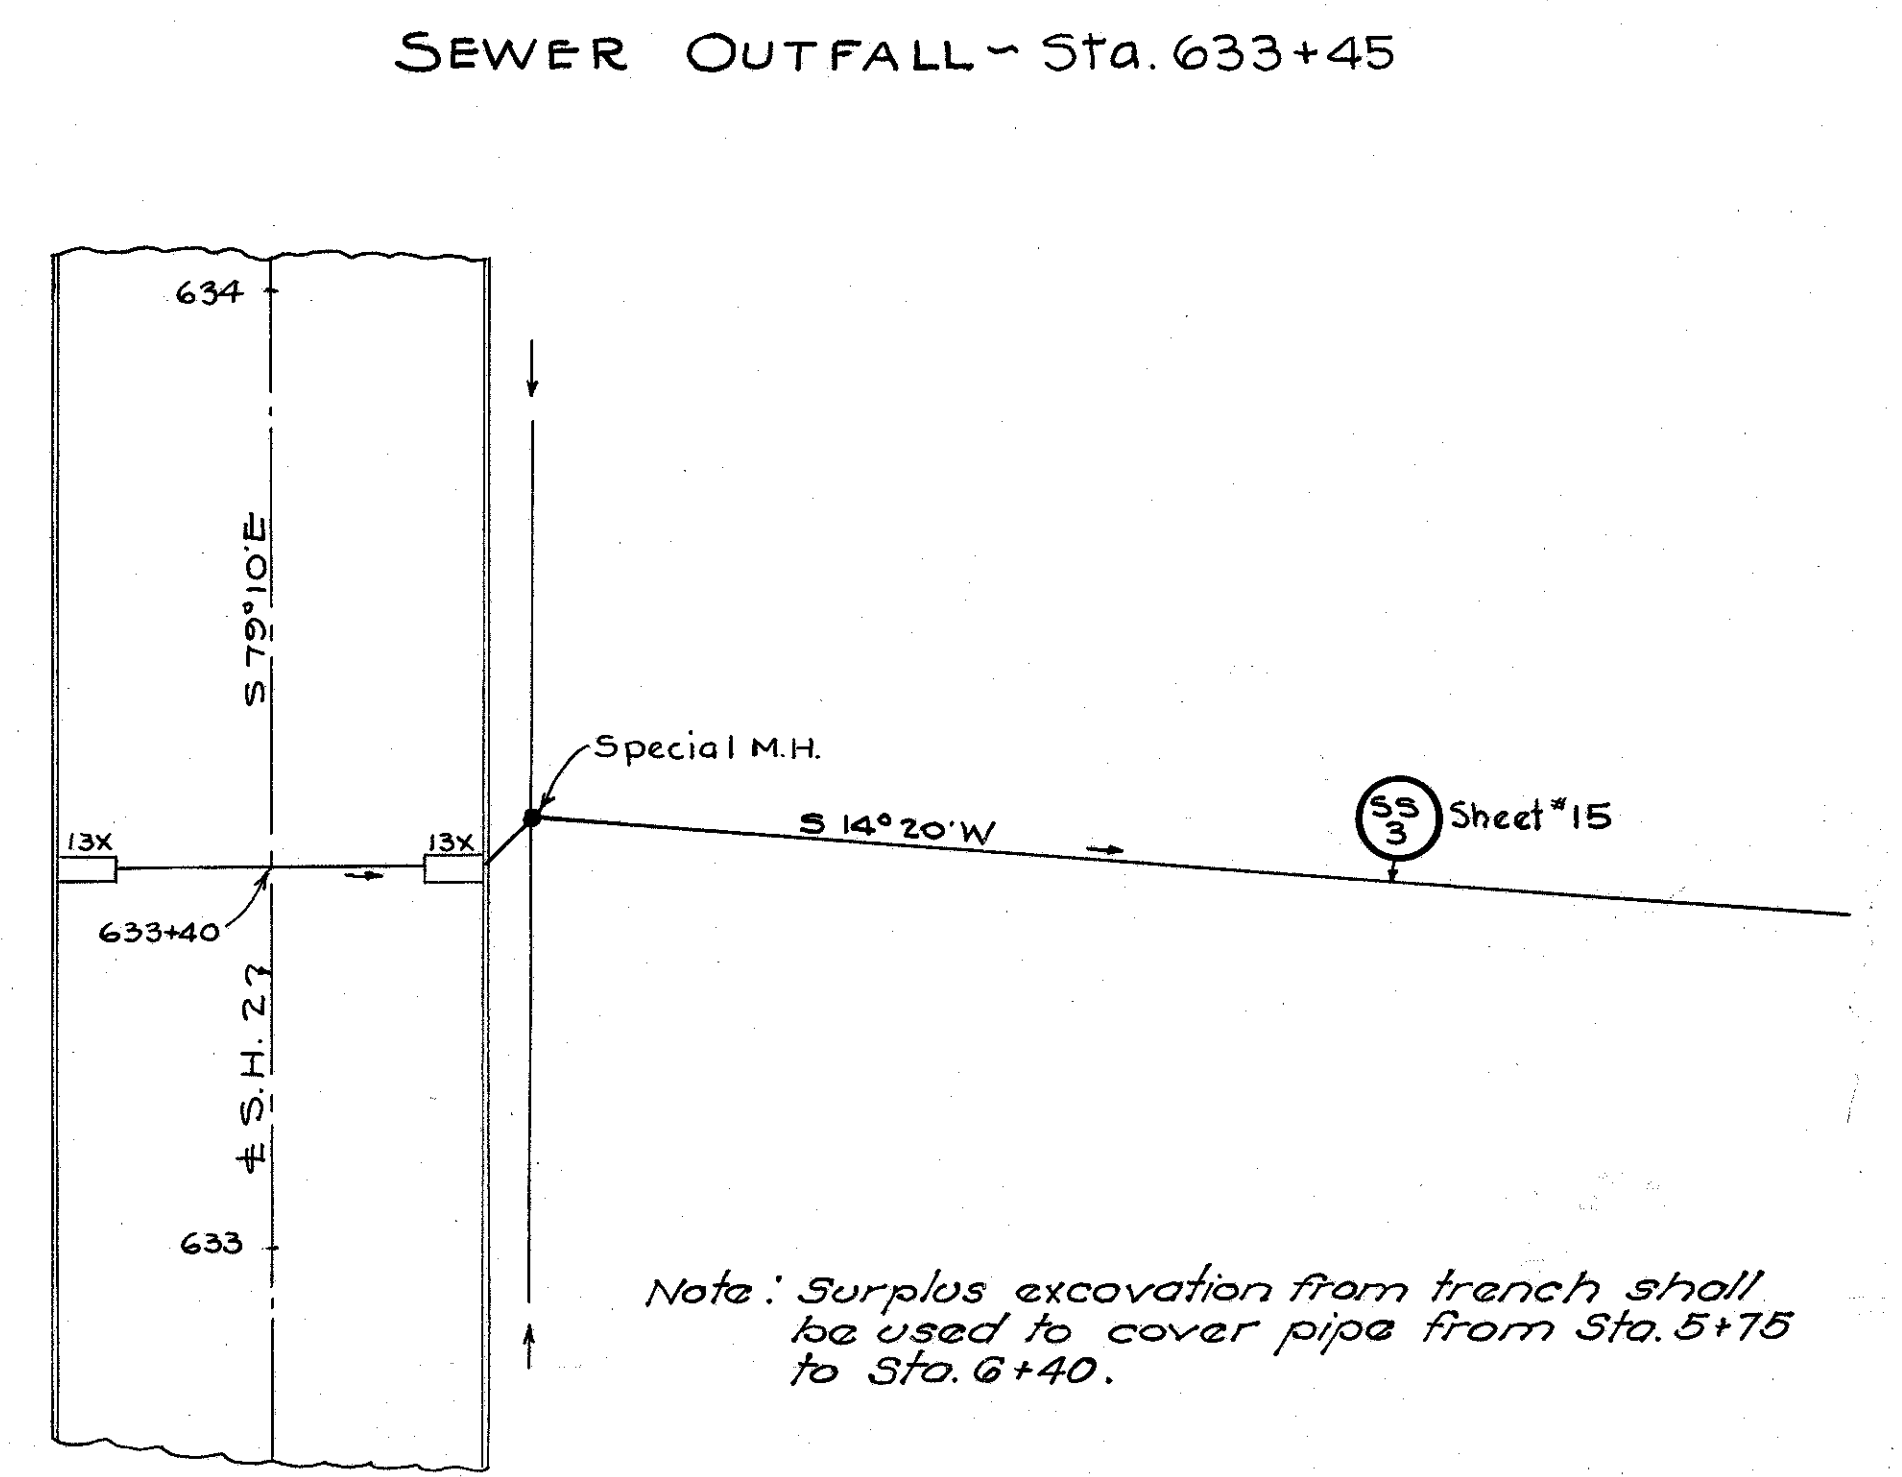 SEWER OUTFALL ~ Sta. 633+45
634
S 79°10'E
Special M.H.
S 14°20'W
SS
3
Sheet #15
13X
13X
633+40
℄ S.H. 27
633
Note: Surplus excavation from trench shall
be used to cover pipe from Sta. 5+75
to Sta. 6+40.